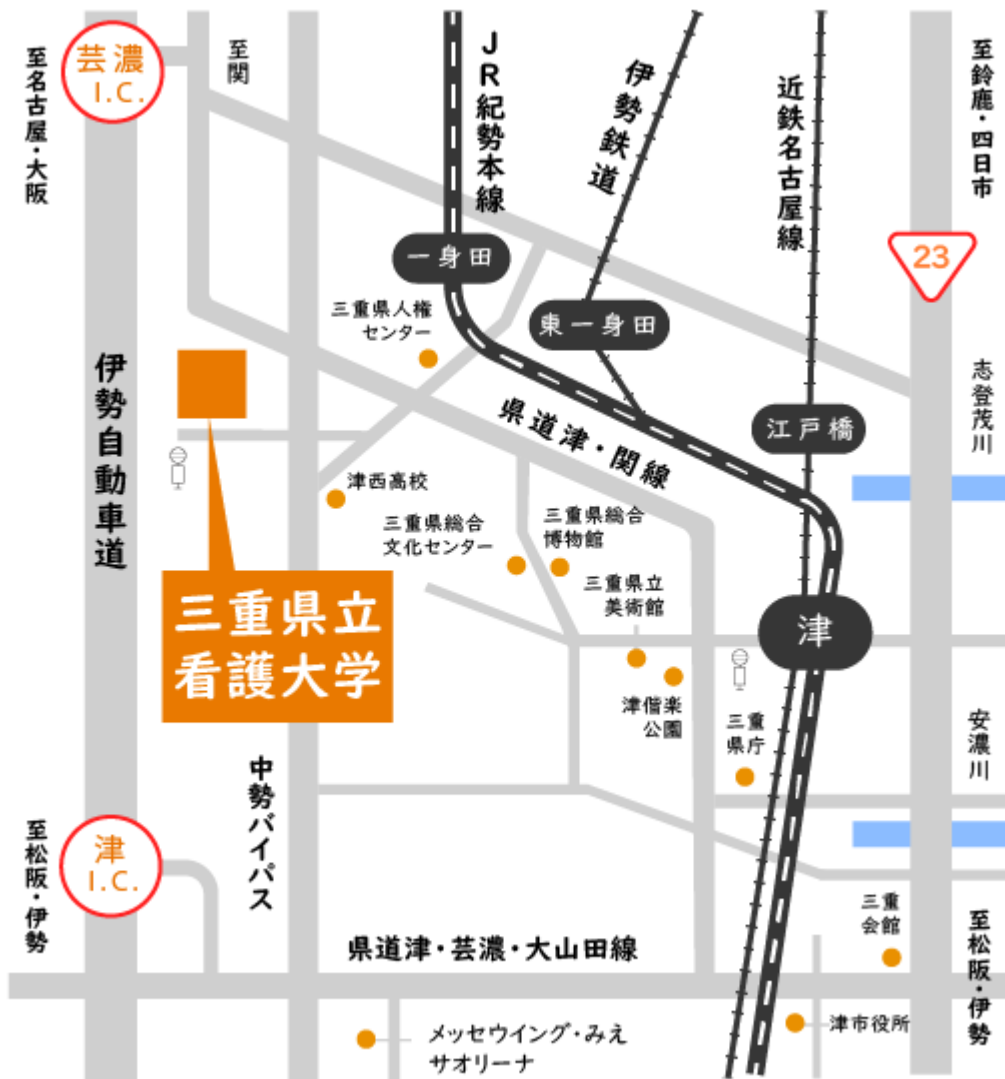 芸濃
I.C.
至名古屋・大阪
至関
JR紀勢本線
伊勢鉄道
近鉄名古屋線
至鈴鹿・四日市
23
一身田
東一身田
三重県人権
センター
江戸橋
志登茂川
伊勢自動車道
県道津・関線
津西高校
三重県総合
文化センター
三重県総合
博物館
三重県立
美術館
三重県立
看護大学
津
津偕楽
公園
三重
県庁
安濃川
中勢バイパス
津
I.C.
至松阪・伊勢
県道津・芸濃・大山田線
三重
会館
至松阪・伊勢
メッセウイング・みえ
サオリーナ
津市役所